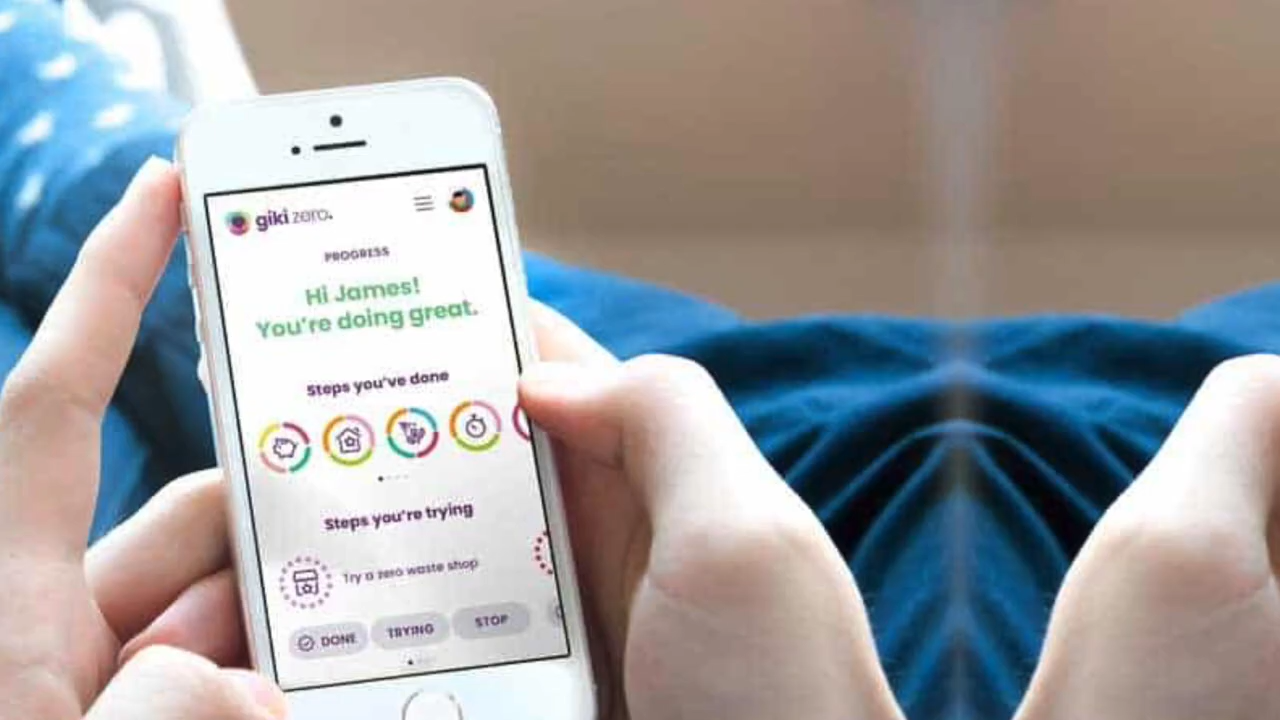 giki zero.
PROGRESS
Hi James!
You're doing great.
Steps you've done
Steps you're trying
Try a zero waste shop
DONE TRYING STOP